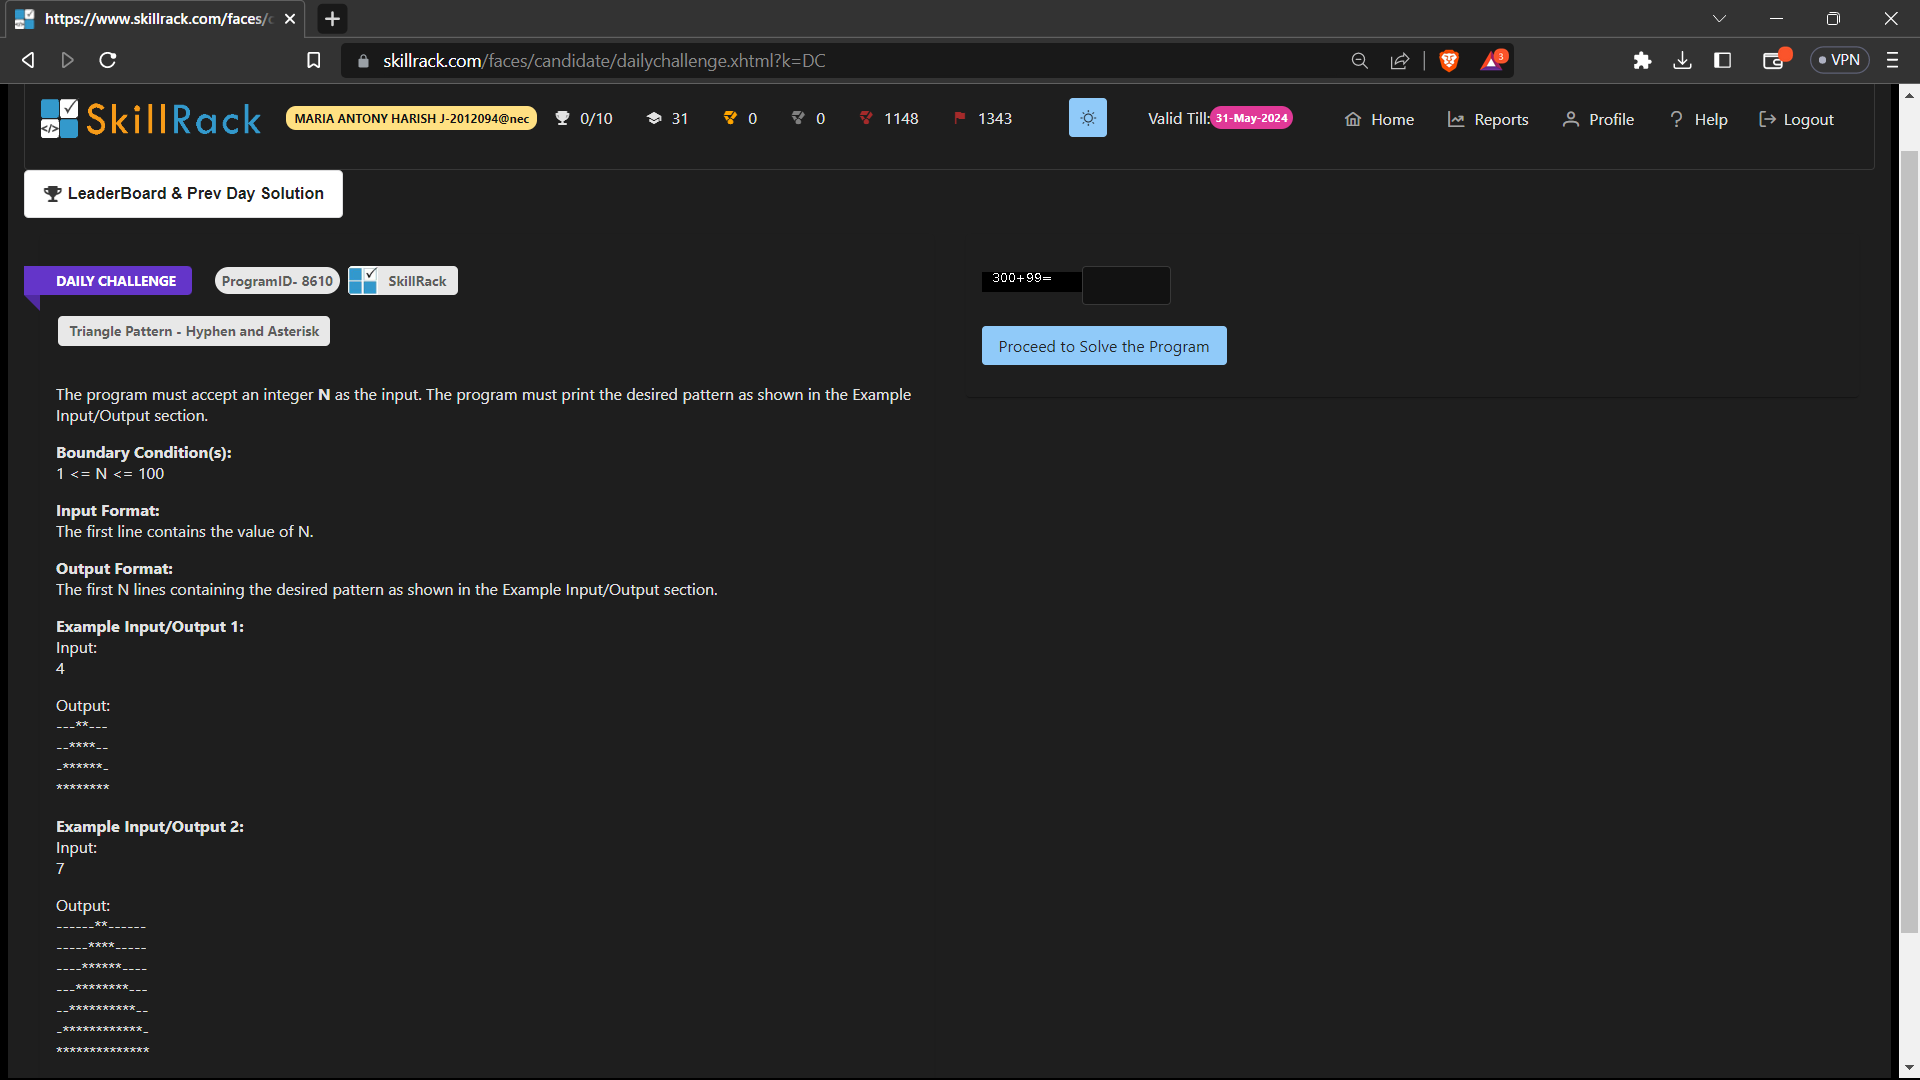 https://www.skillrack.com/faces/c
skillrack.com/faces/candidate/dailychallenge.xhtml?k=DC
3
VPN
SkillRack
MARIA ANTONY HARISH J-2012094@nec
0/10
31
0
0
1148
1343
Valid Till:31-May-2024
Home
Reports
Profile
Help
Logout
LeaderBoard & Prev Day Solution
DAILY CHALLENGE
ProgramID- 8610
SkillRack
300+99=
Triangle Pattern - Hyphen and Asterisk
Proceed to Solve the Program
The program must accept an integer N as the input. The program must print the desired pattern as shown in the Example
Input/Output section.
Boundary Condition(s):
1 <= N <= 100
Input Format:
The first line contains the value of N.
Output Format:
The first N lines containing the desired pattern as shown in the Example Input/Output section.
Example Input/Output 1:
Input:
4
Output:
---**---
--****--
-******-
********
Example Input/Output 2:
Input:
7
Output:
------**------
-----****-----
----******----
---********---
--**********--
-************-
**************